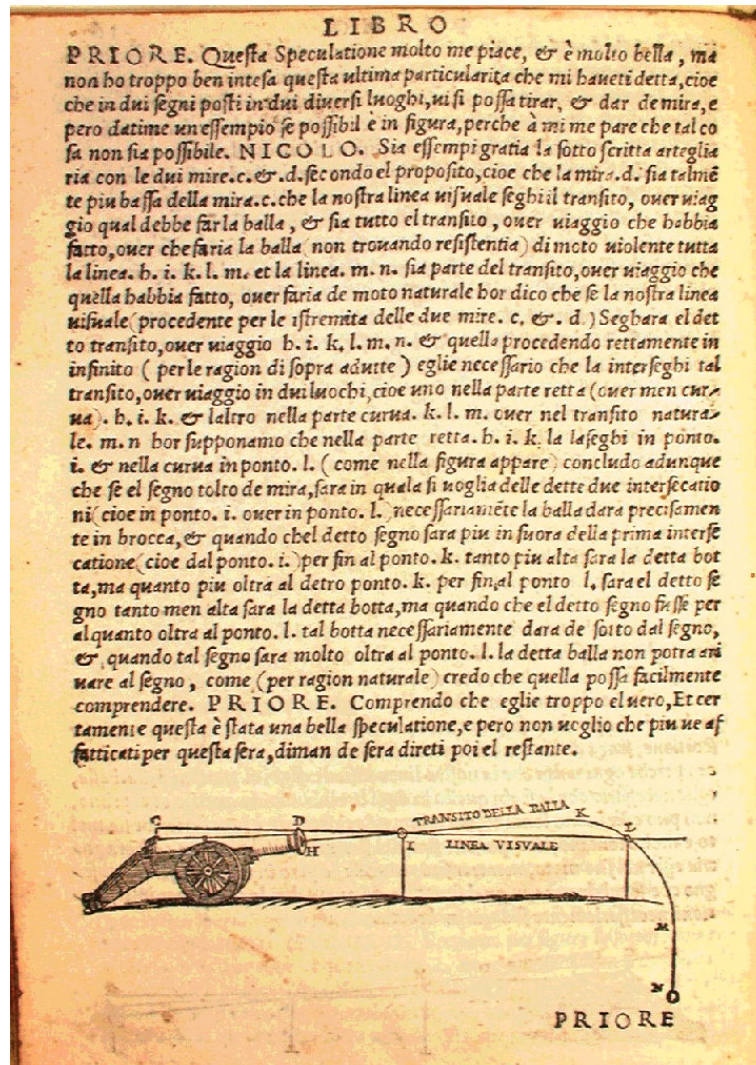 LIBRO
PRIORE. Queſta Speculatione molto me piace, & è molto bella, ma
non ho troppo ben inteſa queſta ultima particularita che mi haueti detta, cioe
che in dui ſegni poſti in dui diuerſi luoghi, ui ſi poſſa tirar, & dar de mira, e
pero datime un eſſempio ſe poſſibil è in figura, perche à mi me pare che tal co
ſa non ſia poſſibile. NICOLO. Sia eſſempi gratia la ſotto ſcritta arteglia
ria con le dui mire. c. &. d. ſecondo el propoſito, cioe che la mira. d. ſia talmē
te piu baſſa della mira. c. che la noſtra linea uiſuale ſeghi il tranſito, ouer uiag
gio qual debbe far la balla, & ſia tutto el tranſito, ouer uiaggio che habbia
fatto, ouer che faria la balla (non trouando reſiſtentia) di moto uiolente tutta
la linea. h. i. k. l. m. et la linea. m. n. ſia parte del tranſito, ouer uiaggio che
quella habbia fatto, ouer faria de moto naturale hor dico che ſe la noſtra linea
uiſuale (procedente per le iſtremita delle due mire. c. &. d.) Seghara el det
to tranſito, ouer uiaggio h. i. k. l. m. n. & quella procedendo rettamente in
infinito ( per le ragion di ſopra adutte ) eglie neceſſario che la interſeghi tal
tranſito, ouer uiaggio in dui luochi, cioe uno nella parte retta (ouer men cur-
ua). h. i. k. & laltro nella parte curua. k. l. m. ouer nel tranſito natura-
le. m. n hor ſupponamo che nella parte retta. h. i. k. la laſeghi in ponto.
i. & nella curua in ponto. l. ( come nella figura appare) concludo adunque
che ſe el ſegno tolto de mira, ſara in quala ſi uoglia delle dette due interſecatio
ni (cioe in ponto. i. ouer in ponto. l.) neceſſariamēte la balla dara preciſamen
te in brocca, & quando chel detto ſegno ſara piu in fuora della prima interſe
catione (cioe dal ponto. i.) per fin al ponto. k. tanto piu alta ſara la detta bot
ta, ma quanto piu oltra al detro ponto. k. per fin, al ponto l. ſara el detto ſe
gno tanto men alta ſara la detta botta, ma quando che el detto ſegno fuſſe per
alquanto oltra al ponto. l. tal botta neceſſariamente dara de ſotto dal ſegno,
& quando tal ſegno ſara molto oltra al ponto. l. la detta balla non potra ari
uare al ſegno, come (per ragion naturale) credo che quella poſſa facilmente
comprendere. PRIORE. Comprendo che eglie troppo el uero, Et cer
tamente queſta è ſtata una bella ſpeculatione, e pero non uoglio che piu ue af
fatticati per queſta ſera, diman de ſera direti poi el reſtante.
C D H I TRANSITO DELLA BALLA K L
LINEA VISVALE
M
N
PRIORE